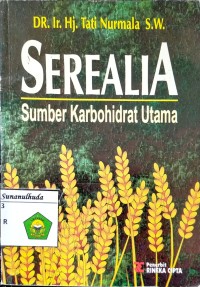 DR. Ir. Hj. Tati Nurmala S.W.
SEREALIA
Sumber Karbohidrat Utama
Sunanulhuda
3
R
Penerbit
RINEKA CIPTA